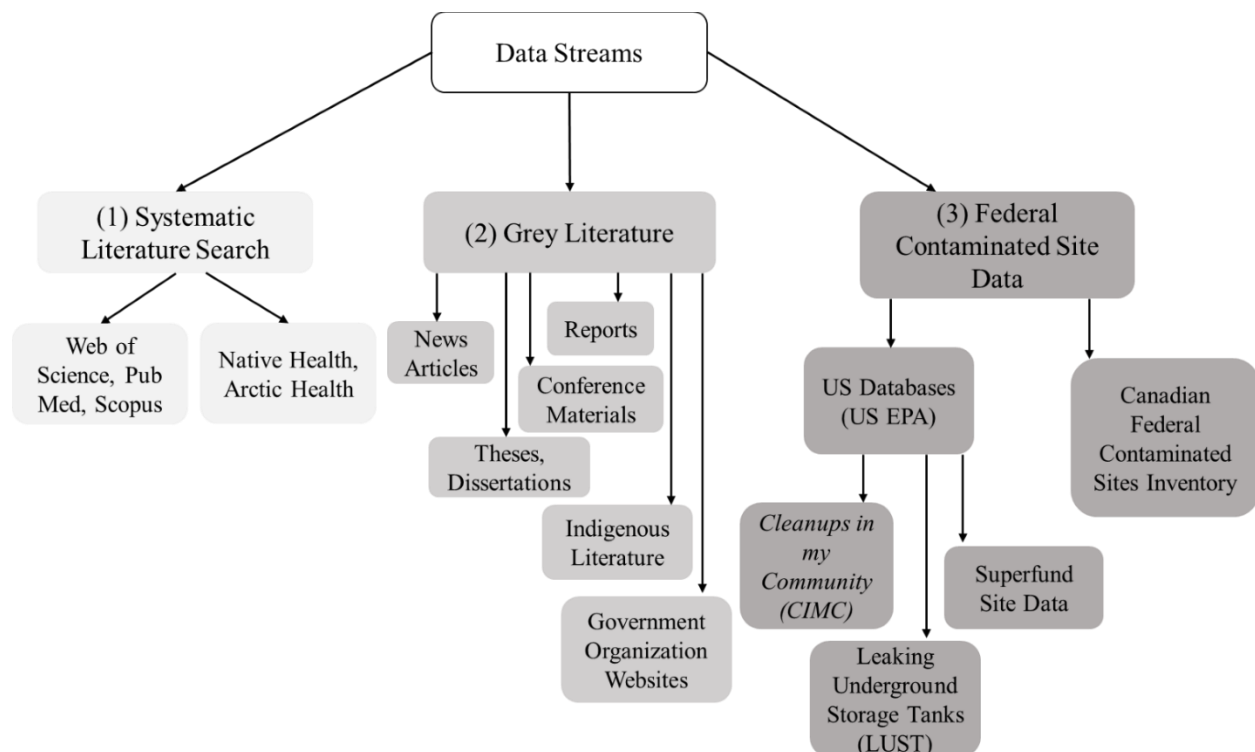 Data Streams
(1) Systematic
Literature Search
Web of
Science, Pub
Med, Scopus
Native Health,
Arctic Health
(2) Grey Literature
News
Articles
Theses,
Dissertations
Conference
Materials
Reports
Indigenous
Literature
Government
Organization
Websites
(3) Federal
Contaminated Site
Data
US Databases
(US EPA)
Cleanups in
my
Community
(CIMC)
Leaking
Underground
Storage Tanks
(LUST)
Superfund
Site Data
Canadian
Federal
Contaminated
Sites Inventory